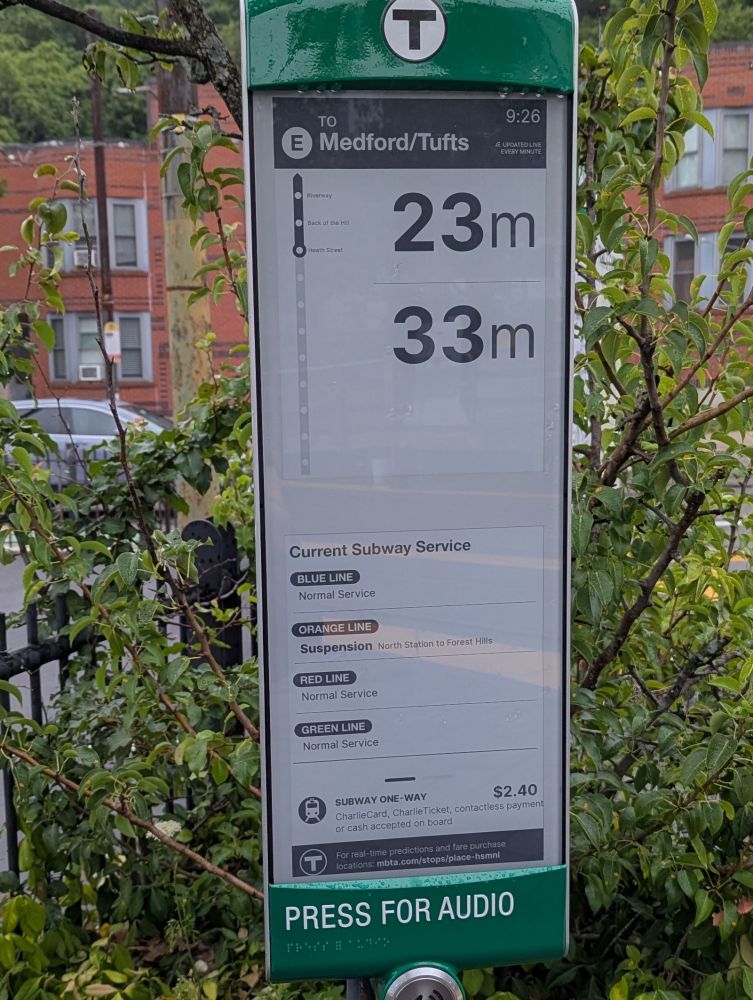 T
TO
9:26
E Medford/Tufts
UPDATED LIVE
EVERY MINUTE
Riverway
Back of the Hill
Heath Street
23m
33m
Current Subway Service
BLUE LINE
Normal Service
ORANGE LINE
Suspension North Station to Forest Hills
RED LINE
Normal Service
GREEN LINE
Normal Service
SUBWAY ONE-WAY $2.40
CharlieCard, CharlieTicket, contactless payment
or cash accepted on board
T
For real-time predictions and fare purchase
locations: mbta.com/stops/place-hsmnl
PRESS FOR AUDIO